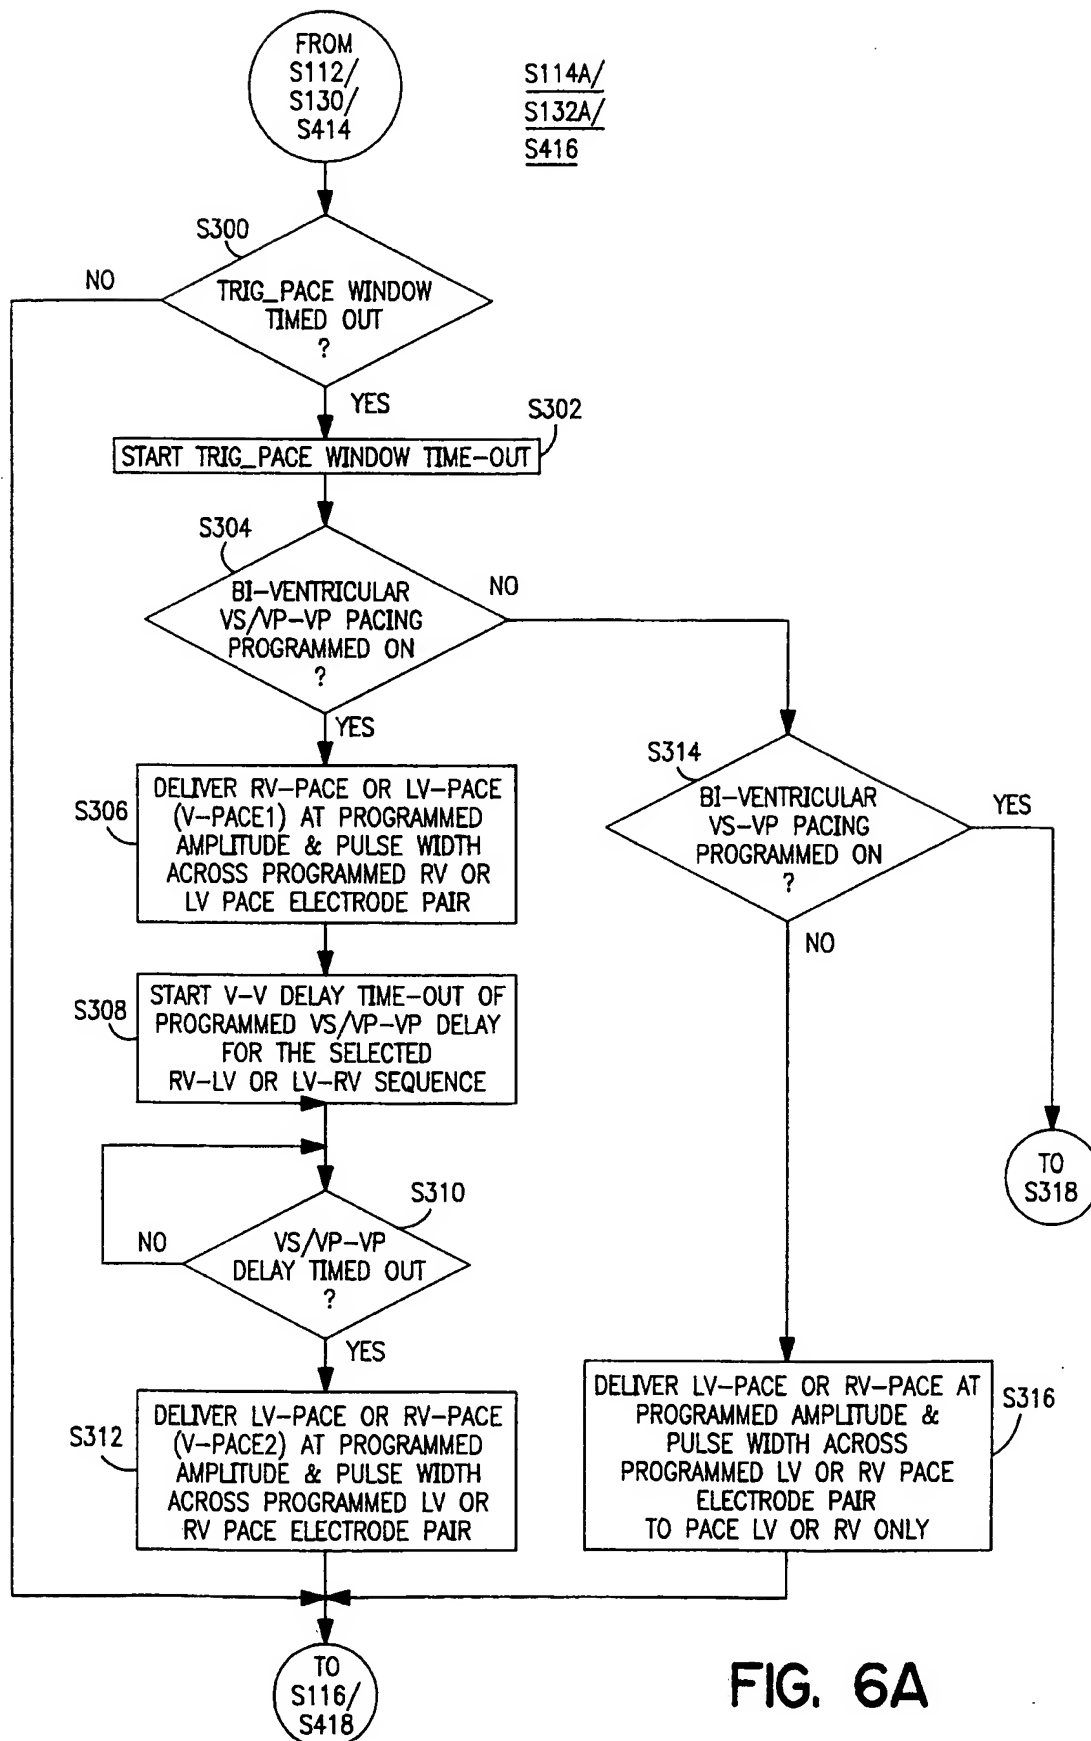 FROM
S112/
S130/
S414
S114A/
S132A/
S416
S300
NO
TRIG_PACE WINDOW
TIMED OUT
?
YES
S302
START TRIG_PACE WINDOW TIME-OUT
S304
NO
BI-VENTRICULAR
VS/VP-VP PACING
PROGRAMMED ON
?
YES
S306
DELIVER RV-PACE OR LV-PACE
(V-PACE1) AT PROGRAMMED
AMPLITUDE & PULSE WIDTH
ACROSS PROGRAMMED RV OR
LV PACE ELECTRODE PAIR
S314
BI-VENTRICULAR
VS-VP PACING
PROGRAMMED ON
?
YES
NO
S308
START V-V DELAY TIME-OUT OF
PROGRAMMED VS/VP-VP DELAY
FOR THE SELECTED
RV-LV OR LV-RV SEQUENCE
TO
S318
S310
NO
VS/VP-VP
DELAY TIMED OUT
?
YES
S312
DELIVER LV-PACE OR RV-PACE
(V-PACE2) AT PROGRAMMED
AMPLITUDE & PULSE WIDTH
ACROSS PROGRAMMED LV OR
RV PACE ELECTRODE PAIR
S316
DELIVER LV-PACE OR RV-PACE AT
PROGRAMMED AMPLITUDE &
PULSE WIDTH ACROSS
PROGRAMMED LV OR RV PACE
ELECTRODE PAIR
TO PACE LV OR RV ONLY
TO
S116/
S418
FIG. 6A